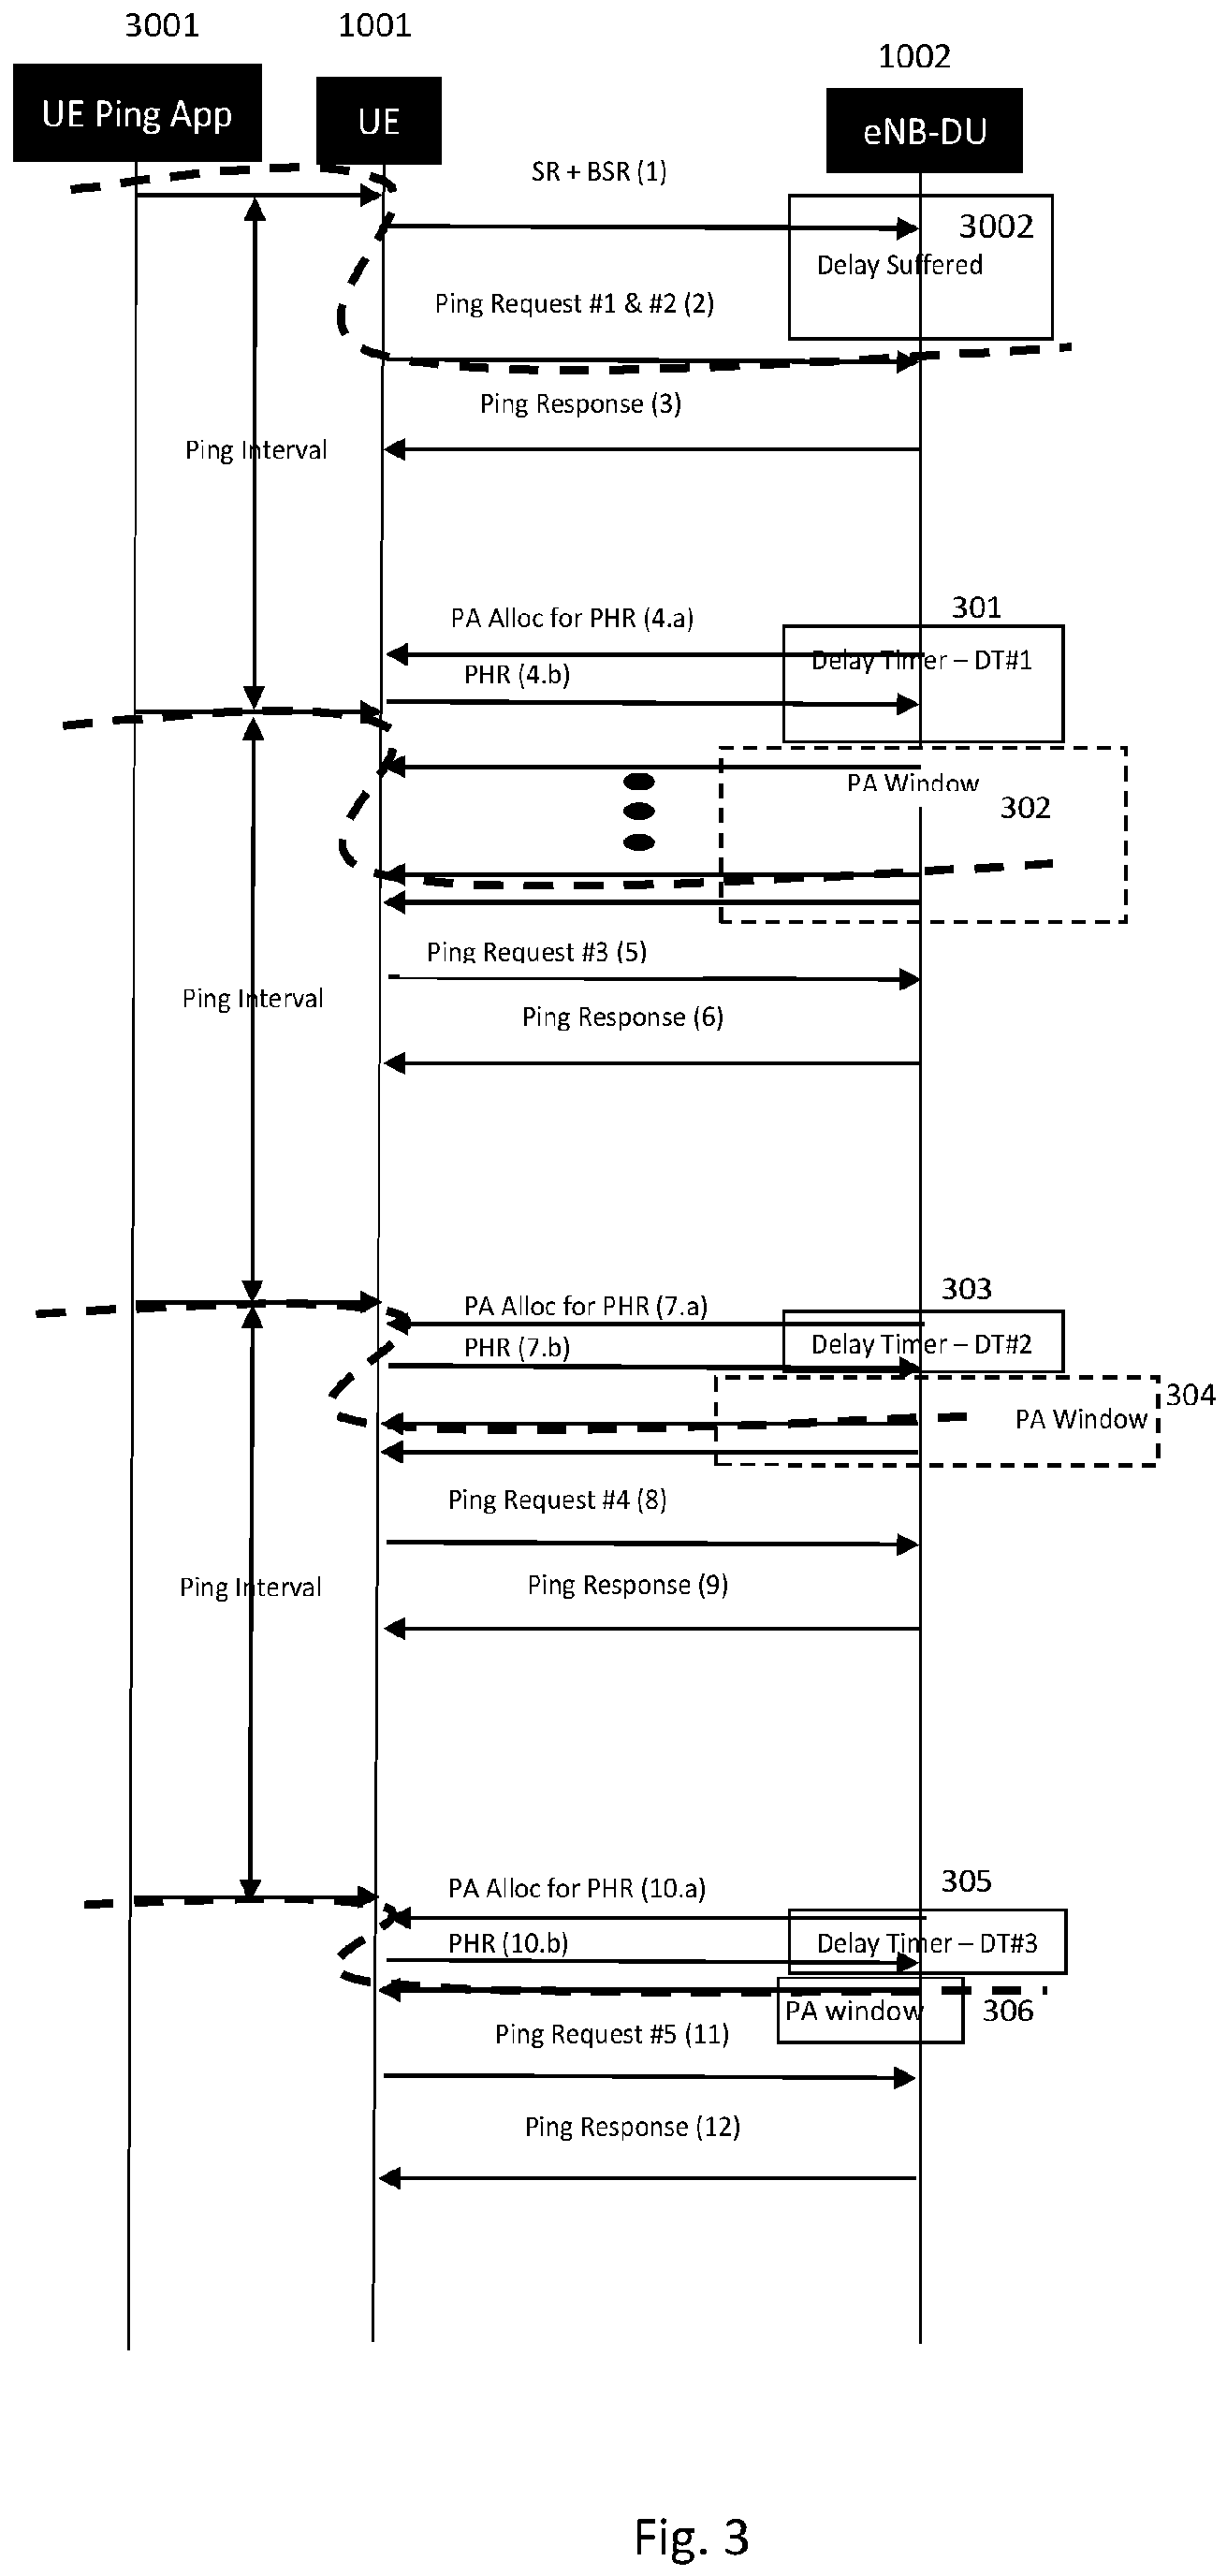 3001
1001
1002
UE Ping App
UE
eNB-DU
SR + BSR (1)
3002
Delay Suffered
Ping Request #1 & #2 (2)
Ping Response (3)
Ping Interval
301
PA Alloc for PHR (4.a)
Delay Timer – DT#1
PHR (4.b)
PA Window
302
Ping Request #3 (5)
Ping Interval
Ping Response (6)
303
PA Alloc for PHR (7.a)
Delay Timer – DT#2
PHR (7.b)
304
PA Window
Ping Request #4 (8)
Ping Interval
Ping Response (9)
305
PA Alloc for PHR (10.a)
Delay Timer – DT#3
PHR (10.b)
PA window
306
Ping Request #5 (11)
Ping Response (12)
Fig. 3